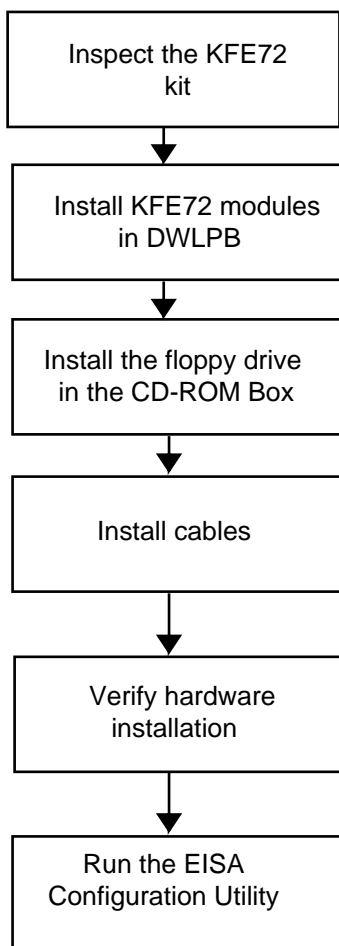 Inspect the KFE72
kit
Install KFE72 modules
in DWLPB
Install the floppy drive
in the CD-ROM Box
Install cables
Verify hardware
installation
Run the EISA
Configuration Utility